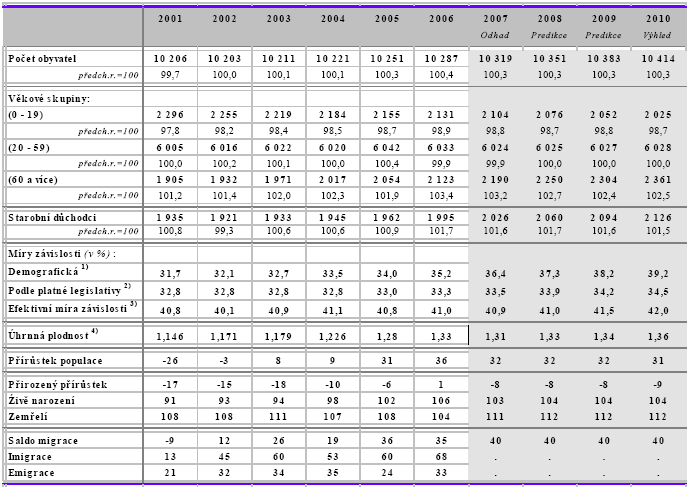 2001 2002 2003 2004 2005 2006 2007 2008 2009 2010
Odhad Predikce Predikce Výhled
Počet obyvatel 10 206 10 203 10 211 10 221 10 251 10 287 10 319 10 351 10 383 10 414
předch.r.=100 99,7 100,0 100,1 100,1 100,3 100,4 100,3 100,3 100,3 100,3
Věkové skupiny:
(0 - 19) 2 296 2 255 2 219 2 184 2 155 2 131 2 104 2 076 2 052 2 025
předch.r.=100 97,8 98,2 98,4 98,5 98,7 98,9 98,8 98,7 98,8 98,7
(20 - 59) 6 005 6 016 6 022 6 020 6 042 6 033 6 024 6 025 6 027 6 028
předch.r.=100 100,0 100,2 100,1 100,0 100,4 99,9 99,9 100,0 100,0 100,0
(60 a více) 1 905 1 932 1 971 2 017 2 054 2 123 2 190 2 250 2 304 2 361
předch.r.=100 101,2 101,4 102,0 102,3 101,9 103,4 103,2 102,7 102,4 102,5
Starobní důchodci 1 935 1 921 1 933 1 945 1 962 1 995 2 026 2 060 2 094 2 126
předch.r.=100 100,8 99,3 100,6 100,6 100,9 101,7 101,6 101,7 101,6 101,5
Míry závislosti (v %) :
Demografická 1) 31,7 32,1 32,7 33,5 34,0 35,2 36,4 37,3 38,2 39,2
Podle platné legislativy 2) 32,8 32,8 32,8 32,8 33,0 33,3 33,5 33,9 34,2 34,5
Efektivní míra závislosti 3) 40,8 40,1 40,9 41,1 40,8 41,0 40,9 41,0 41,5 42,0
Úhrnná plodnost 4) 1,146 1,171 1,179 1,226 1,28 1,33 1,31 1,33 1,34 1,36
Přírůstek populace -26 -3 8 9 31 36 32 32 32 31
Přirozený přírůstek -17 -15 -18 -10 -6 1 -8 -8 -8 -9
Živě narození 91 93 94 98 102 106 103 104 104 104
Zemřelí 108 108 111 107 108 104 111 112 112 112
Saldo migrace -9 12 26 19 36 35 40 40 40 40
Imigrace 13 45 60 53 60 68 . . . .
Emigrace 21 32 34 35 24 33 . . . .